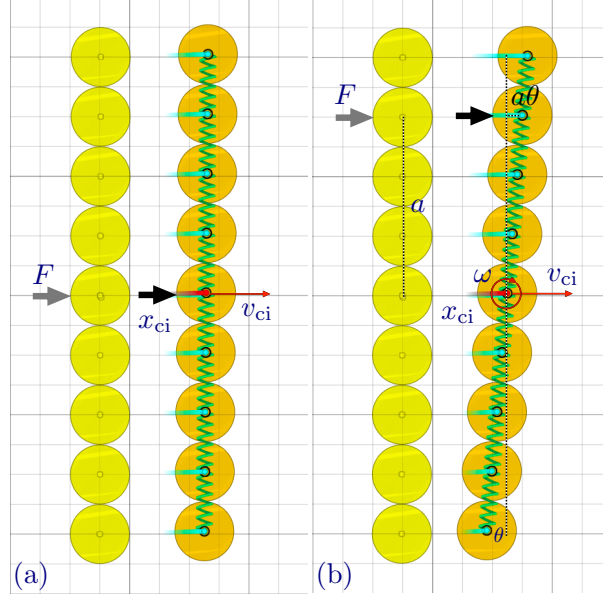 F
x_ci
v_ci
(a)
F
aθ
a
ω
v_ci
x_ci
θ
(b)